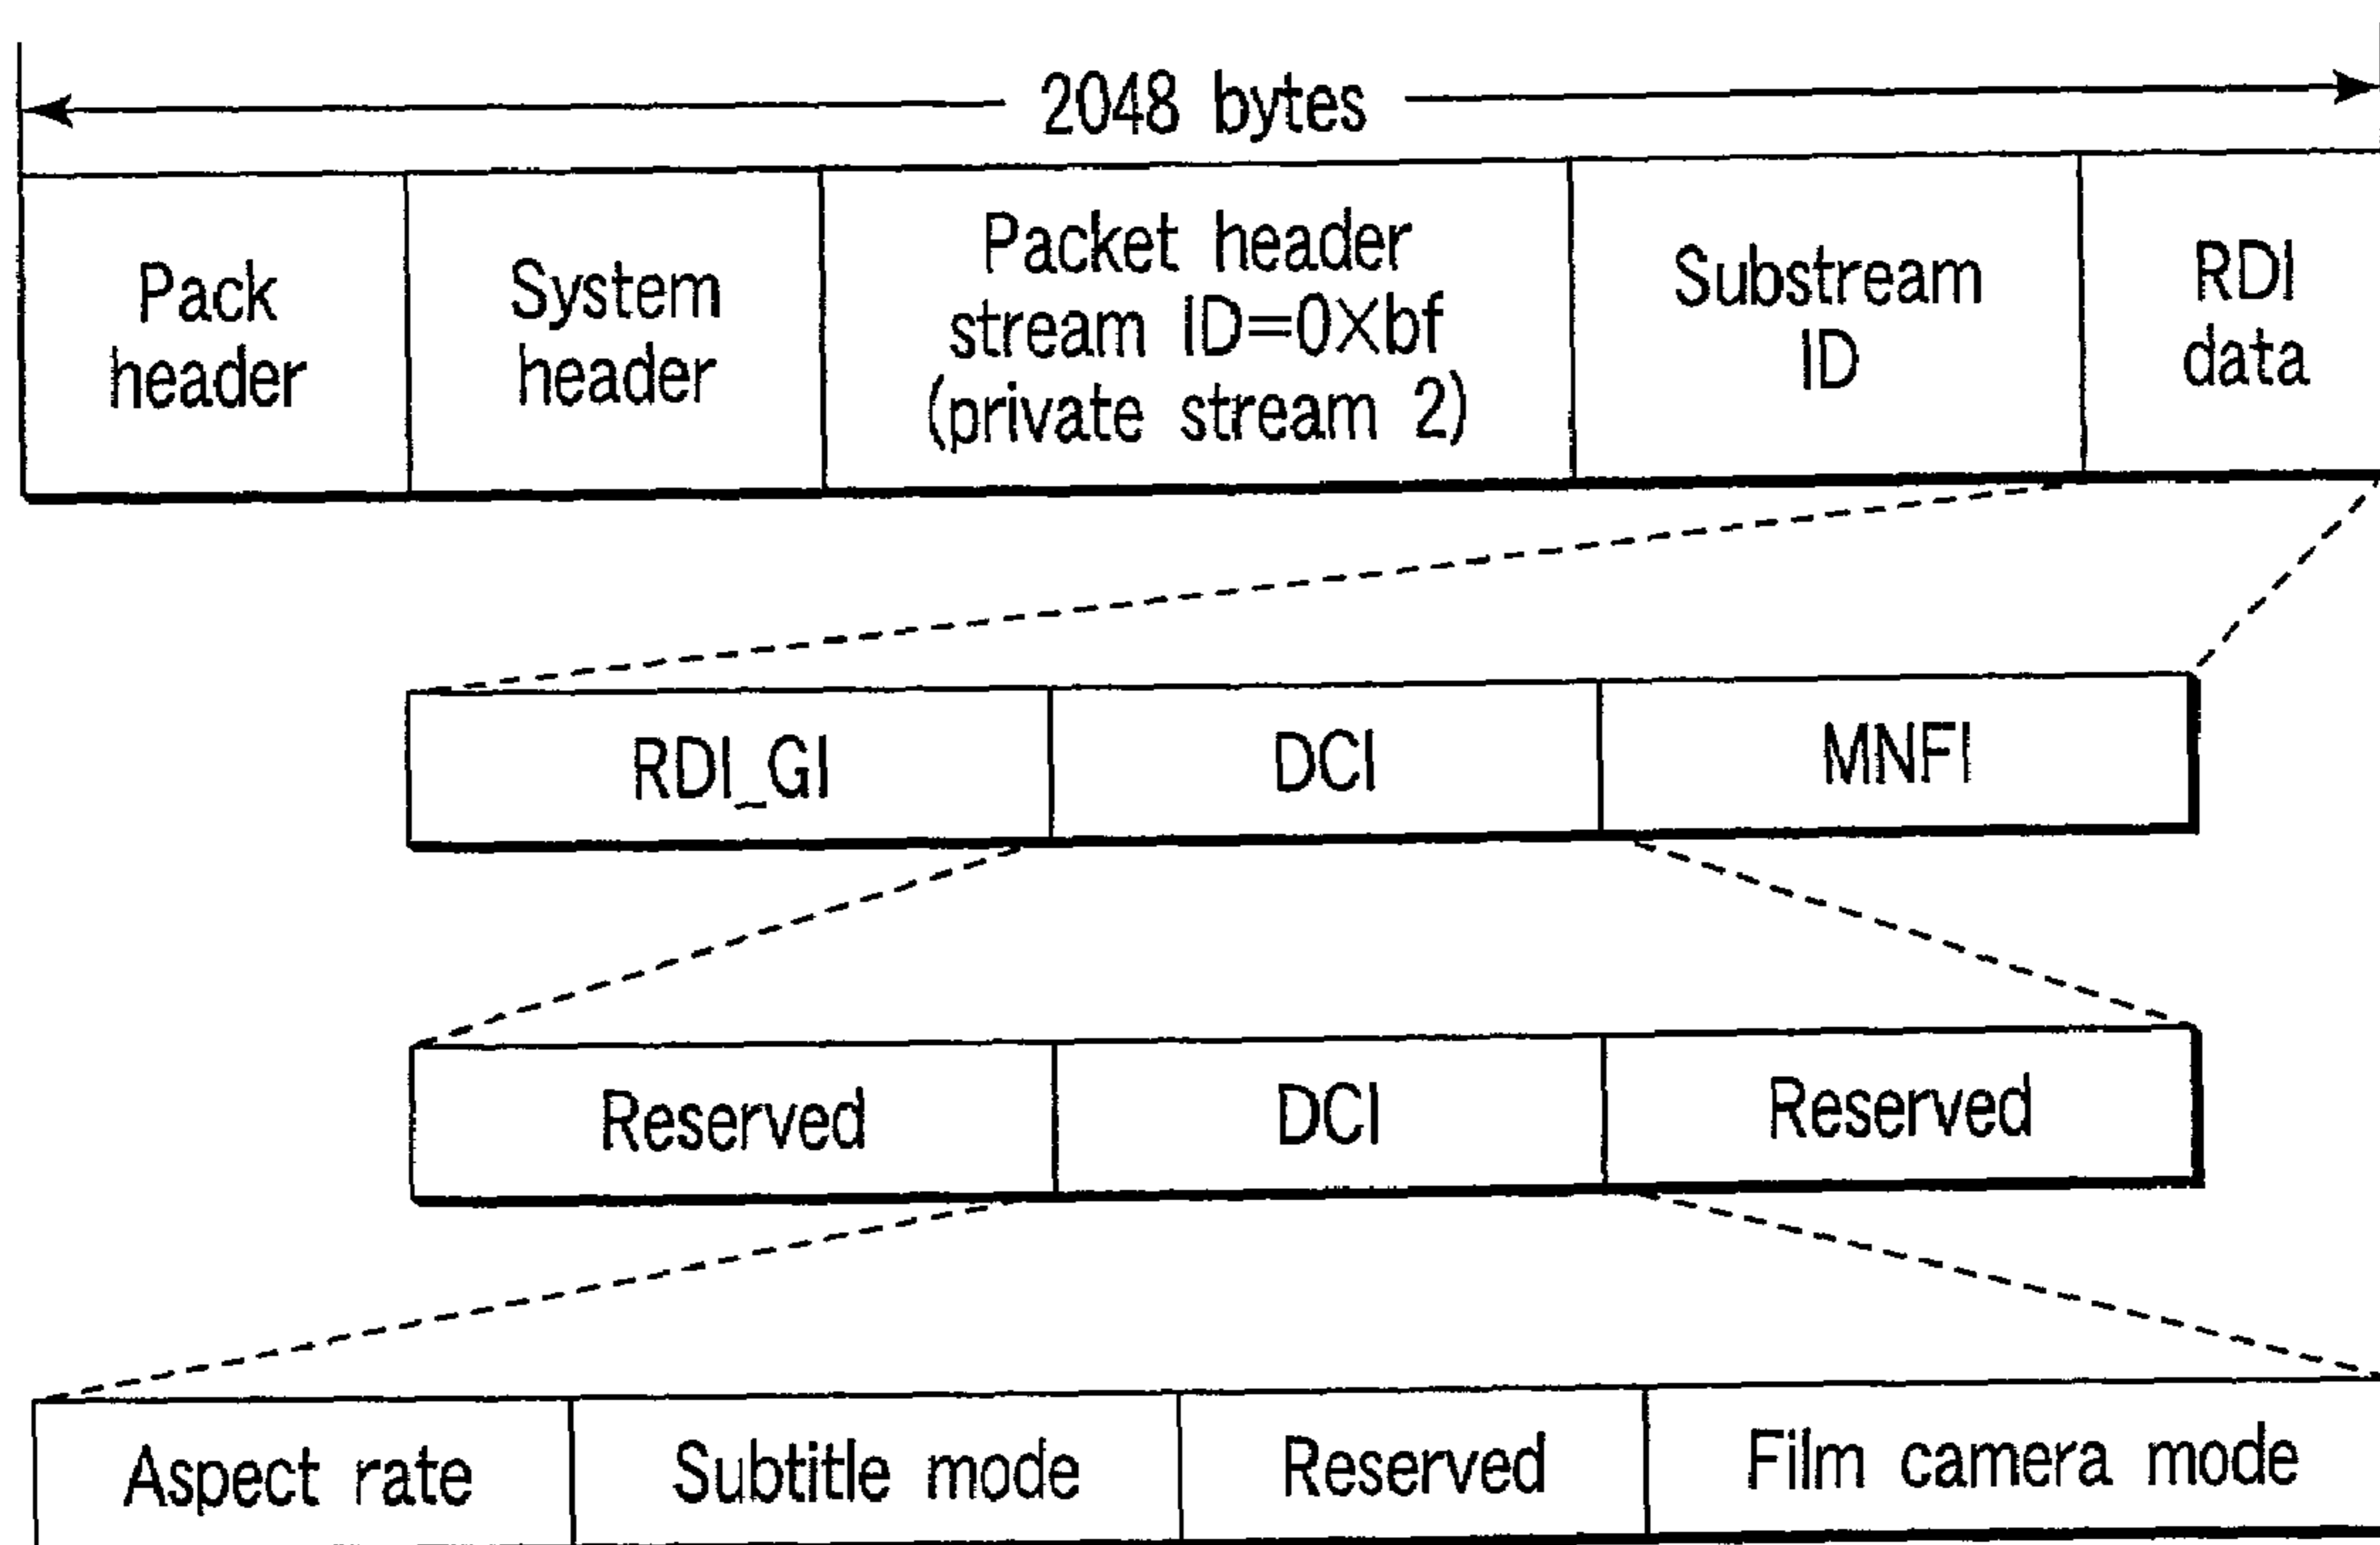 2048 bytes
Pack
header
System
header
Packet header
stream ID=0Xbf
(private stream 2)
Substream
ID
RDI
data
RDI_GI
DCI
MNFI
Reserved
DCI
Reserved
Aspect rate
Subtitle mode
Reserved
Film camera mode